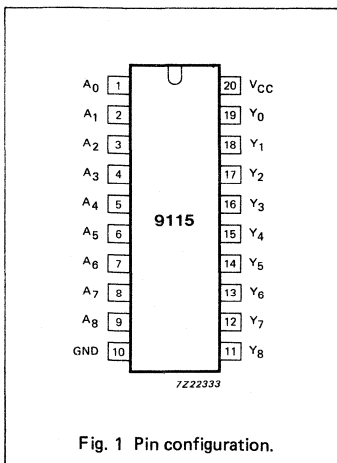 A0 1 20 VCC
A1 2 19 Y0
A2 3 18 Y1
A3 4 17 Y2
A4 5 16 Y3
9115
A5 6 15 Y4
A6 7 14 Y5
A7 8 13 Y6
A8 9 12 Y7
GND 10 11 Y8
7Z22333
Fig. 1 Pin configuration.